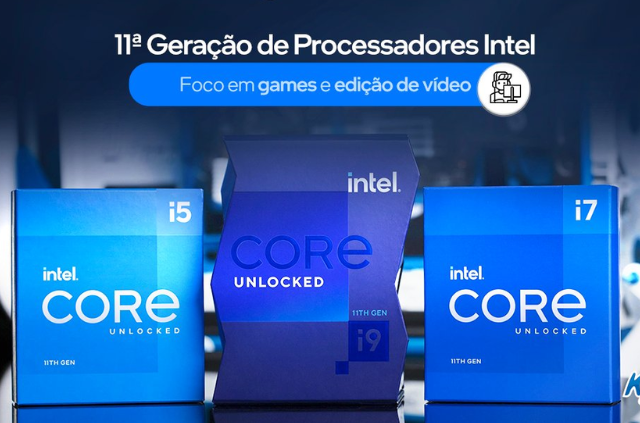 11ª Geração de Processadores Intel
Foco em games e edição de vídeo
i5
intel.
CORE
UNLOCKED
11TH GEN
intel.
CORE
UNLOCKED
11TH GEN
i9
i7
intel.
CORE
UNLOCKED
11TH GEN